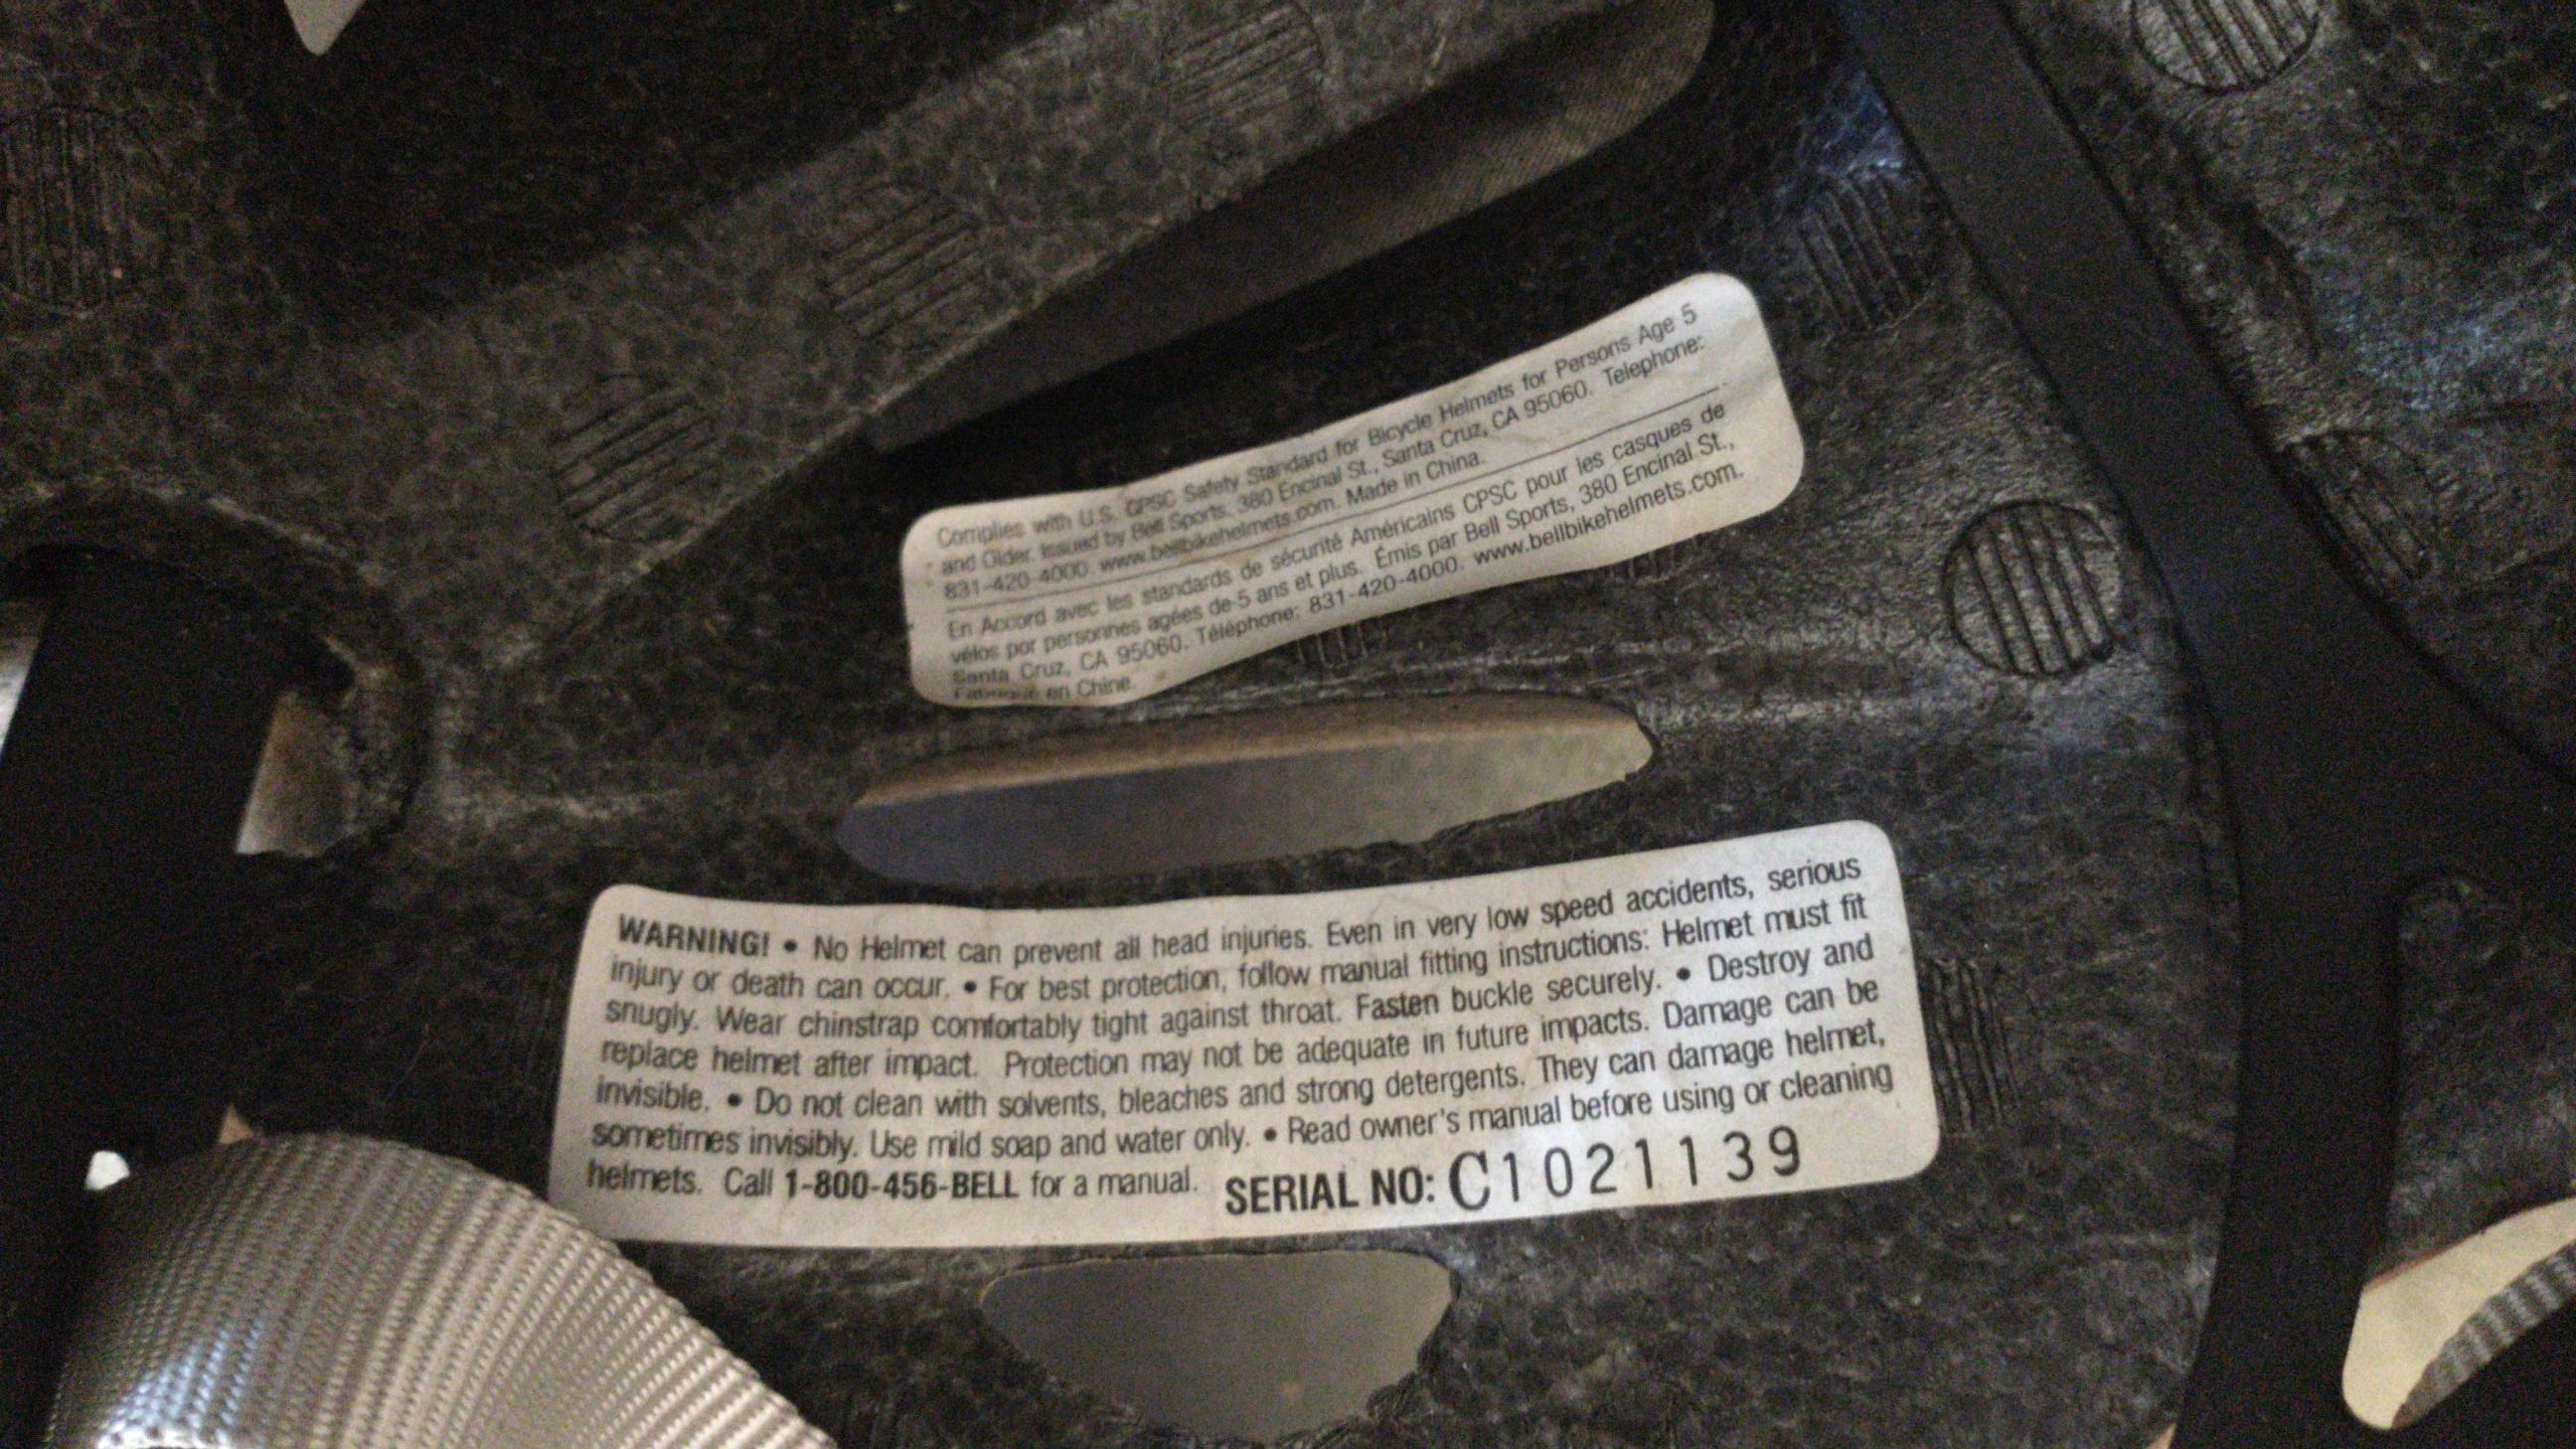 Complies with U.S. CPSC Safety Standard for Bicycle Helmets for Persons Age 5
and Older. Issued by Bell Sports. 380 Encinal St., Santa Cruz, CA 95060. Telephone:
831-420-4000. www.bellbikehelmets.com. Made in China.
En Accord avec les standards de sécurité Américains CPSC pour les casques de
vélos por personnes agées de 5 ans et plus. Émis par Bell Sports, 380 Encinal St.,
Santa Cruz, CA 95060. Téléphone: 831-420-4000. www.bellbikehelmets.com.
Fabriqué en Chine.
WARNING! • No Helmet can prevent all head injuries. Even in very low speed accidents, serious
injury or death can occur. • For best protection, follow manual fitting instructions: Helmet must fit
snugly. Wear chinstrap comfortably tight against throat. Fasten buckle securely. • Destroy and
replace helmet after impact. Protection may not be adequate in future impacts. Damage can be
invisible. • Do not clean with solvents, bleaches and strong detergents. They can damage helmet,
sometimes invisibly. Use mild soap and water only. • Read owner's manual before using or cleaning
helmets. Call 1-800-456-BELL for a manual. SERIAL NO: C1021139